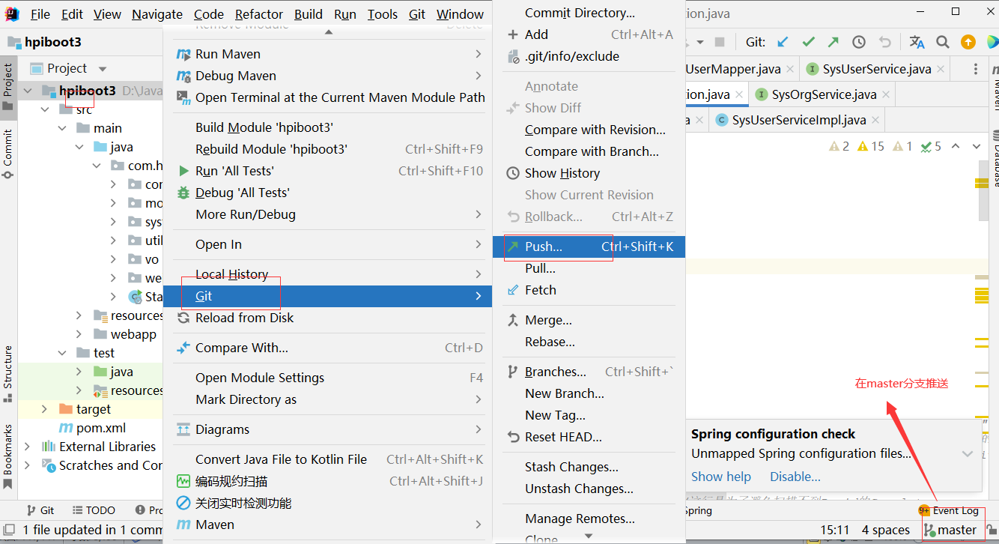 File Edit View Navigate Code Refactor Build Run Tools Git Window
hpiboot3
Project
hpiboot3 D:\Java
src
main
java
com.h
cor
mo
sys
util
vo
we
Sta
resources
webapp
test
java
resources
target
pom.xml
External Libraries
Scratches and Cor
Project
Commit
Structure
Bookmarks
Remove Module Delete
Run Maven
Debug Maven
Open Terminal at the Current Maven Module Path
Build Module 'hpiboot3'
Rebuild Module 'hpiboot3' Ctrl+Shift+F9
Run 'All Tests' Ctrl+Shift+F10
Debug 'All Tests'
More Run/Debug
Open In
Local History
Git
Reload from Disk
Compare With... Ctrl+D
Open Module Settings F4
Mark Directory as
Diagrams
Convert Java File to Kotlin File Ctrl+Alt+Shift+K
编码规约扫描 Ctrl+Alt+Shift+J
关闭实时检测功能
Maven
Commit Directory...
Add Ctrl+Alt+A
.git/info/exclude
Annotate
Show Diff
Compare with Revision...
Compare with Branch...
Show History
Show Current Revision
Rollback... Ctrl+Alt+Z
Push... Ctrl+Shift+K
Pull...
Fetch
Merge...
Rebase...
Branches... Ctrl+Shift+`
New Branch...
New Tag...
Reset HEAD...
Stash Changes...
Unstash Changes...
Manage Remotes...
Clone
tion.java
Git:
UserMapper.java SysUserService.java
tion.java SysOrgService.java
a SysUserServiceImpl.java
2 15 1 5
Maven
Database
在master分支推送
Spring configuration check
Unmapped Spring configuration files...
Show help Disable...
Git TODO Pro
Spring
9+ Event Log
1 file updated in 1 comm
15:11 4 spaces master